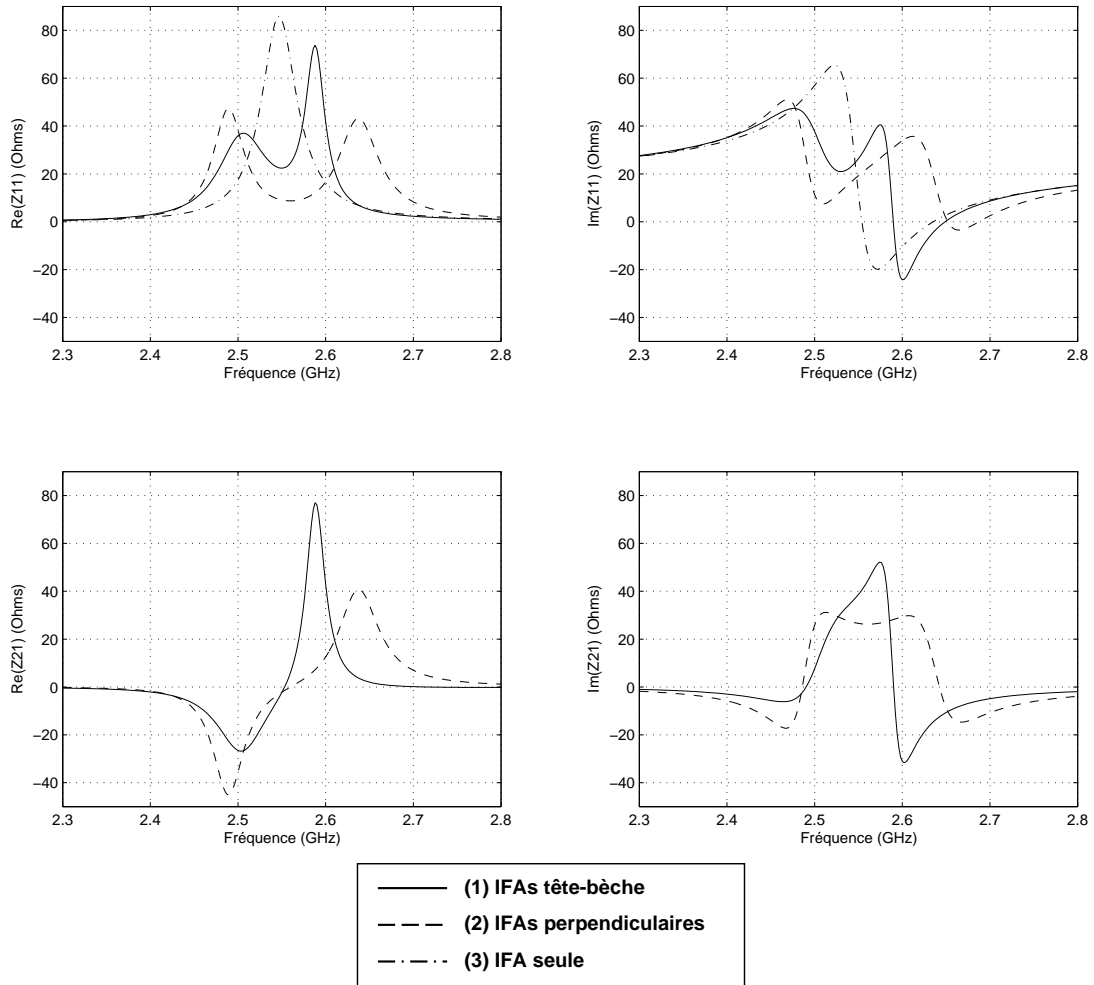 80
60
40
20
0
−20
−40
Re(Z11) (Ohms)
2.3 2.4 2.5 2.6 2.7 2.8
Fréquence (GHz)
80
60
40
20
0
−20
−40
Im(Z11) (Ohms)
2.3 2.4 2.5 2.6 2.7 2.8
Fréquence (GHz)
80
60
40
20
0
−20
−40
Re(Z21) (Ohms)
2.3 2.4 2.5 2.6 2.7 2.8
Fréquence (GHz)
80
60
40
20
0
−20
−40
Im(Z21) (Ohms)
2.3 2.4 2.5 2.6 2.7 2.8
Fréquence (GHz)
(1) IFAs tête-bèche
(2) IFAs perpendiculaires
(3) IFA seule